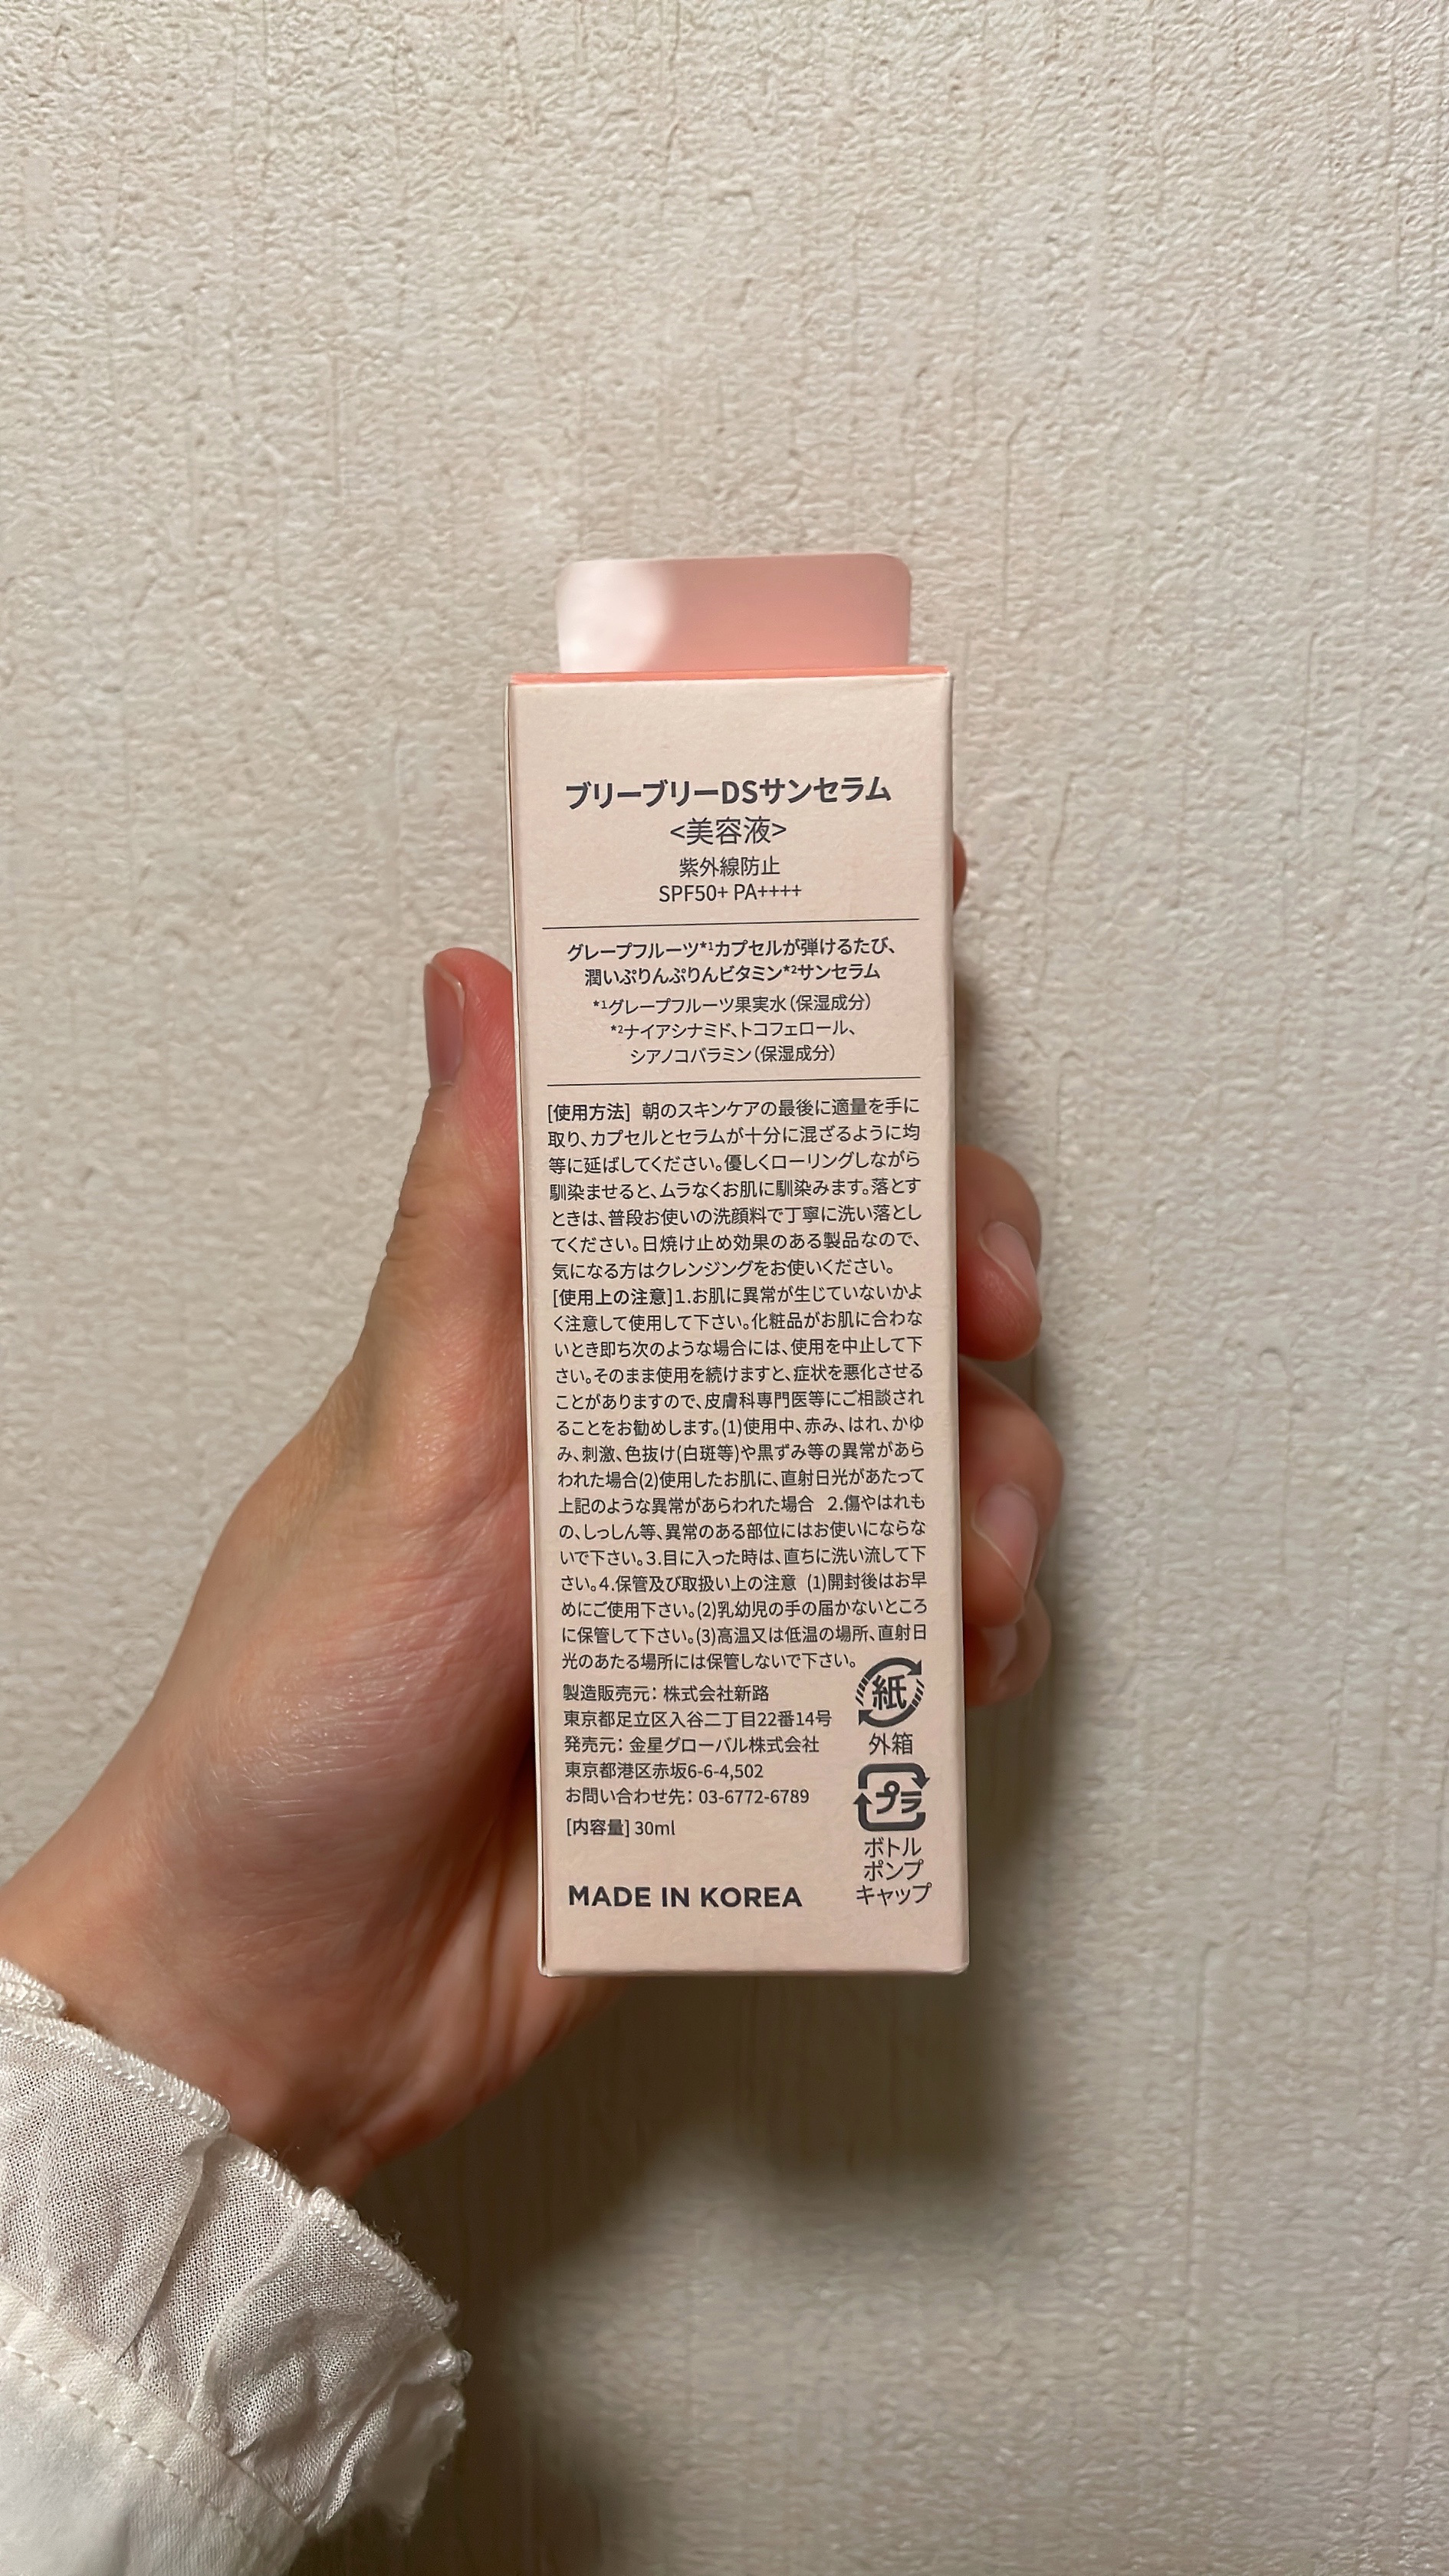 ブリーブリーDSサンセラム
<美容液>
紫外線防止
SPF50+ PA++++
グレープフルーツ*1カプセルが弾けるたび、
潤いぷりんぷりんビタミン*2サンセラム
*1グレープフルーツ果実水(保湿成分)
*2ナイアシナミド、トコフェロール、
シアノコバラミン(保湿成分)
[使用方法] 朝のスキンケアの最後に適量を手に
取り、カプセルとセラムが十分に混ざるように均
等に延ばしてください。優しくローリングしながら
馴染ませると、ムラなくお肌に馴染みます。落とす
ときは、普段お使いの洗顔料で丁寧に洗い落とし
てください。日焼け止め効果のある製品なので、
気になる方はクレンジングをお使いください。
[使用上の注意]1.お肌に異常が生じていないかよ
く注意して使用して下さい。化粧品がお肌に合わな
いとき即ち次のような場合には、使用を中止して下
さい。そのまま使用を続けますと、症状を悪化させる
ことがありますので、皮膚科専門医等にご相談され
ることをお勧めします。(1)使用中、赤み、はれ、かゆ
み、刺激、色抜け(白斑等)や黒ずみ等の異常があら
われた場合(2)使用したお肌に、直射日光があたって
上記のような異常があらわれた場合 2.傷やはれも
の、しっしん等、異常のある部位にはお使いにならな
いで下さい。3.目に入った時は、直ちに洗い流して下
さい。4.保管及び取扱い上の注意 (1)開封後はお早
めにご使用下さい。(2)乳幼児の手の届かないところ
に保管して下さい。(3)高温又は低温の場所、直射日
光のあたる場所には保管しないで下さい。
製造販売元: 株式会社新路
東京都足立区入谷二丁目22番14号
発売元: 金星グローバル株式会社
東京都港区赤坂6-6-4,502
お問い合わせ先: 03-6772-6789
[内容量] 30ml
MADE IN KOREA
紙
外箱
プラ
ボトル
ポンプ
キャップ